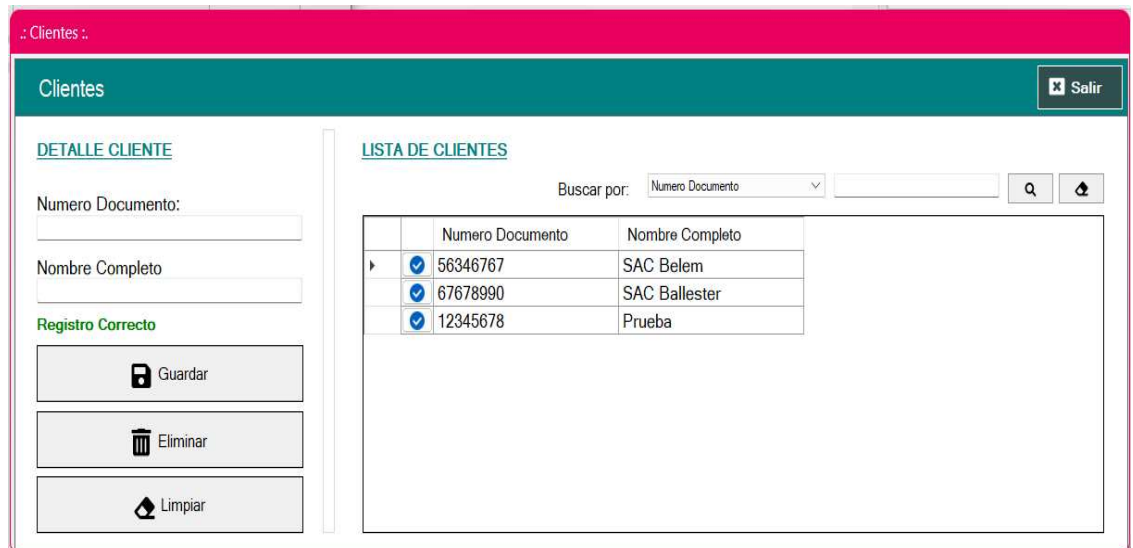 .: Clientes :.
Clientes
Salir
DETALLE CLIENTE
Numero Documento:
Nombre Completo
Registro Correcto
Guardar
Eliminar
Limpiar
LISTA DE CLIENTES
Buscar por: Numero Documento
Numero Documento Nombre Completo
56346767 SAC Belem
67678990 SAC Ballester
12345678 Prueba